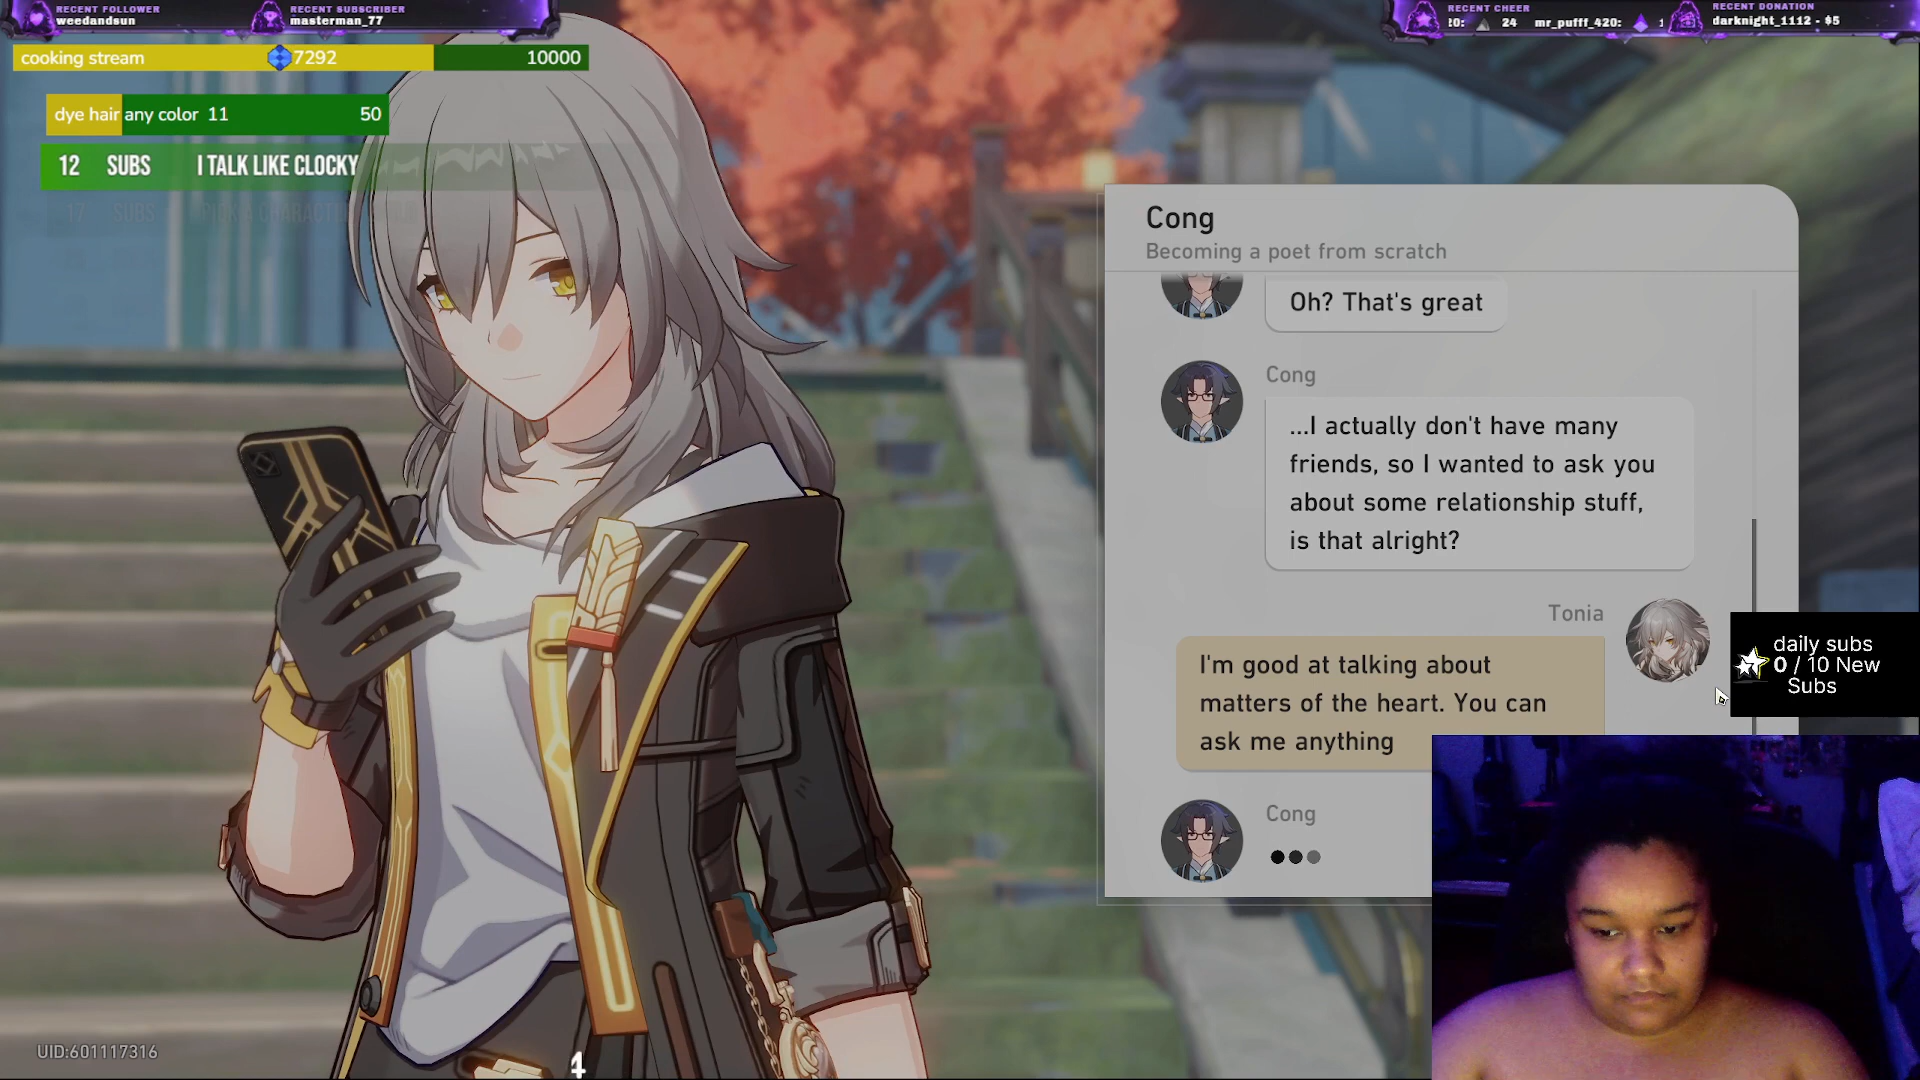 RECENT FOLLOWER
weedandsun
RECENT SUBSCRIBER
masterman_77
RECENT CHEER
24 mr_pufff_420: 1
RECENT DONATION
darknight_1112 - $5
cooking stream 7292 10000
dye hair any color 11 50
12 SUBS I TALK LIKE CLOCKY
17 SUBS
Cong
Becoming a poet from scratch
Oh? That's great
Cong
...I actually don't have many
friends, so I wanted to ask you
about some relationship stuff,
is that alright?
Tonia
I'm good at talking about
matters of the heart. You can
ask me anything
Cong
daily subs
0 / 10 New
Subs
UID:601117316
4